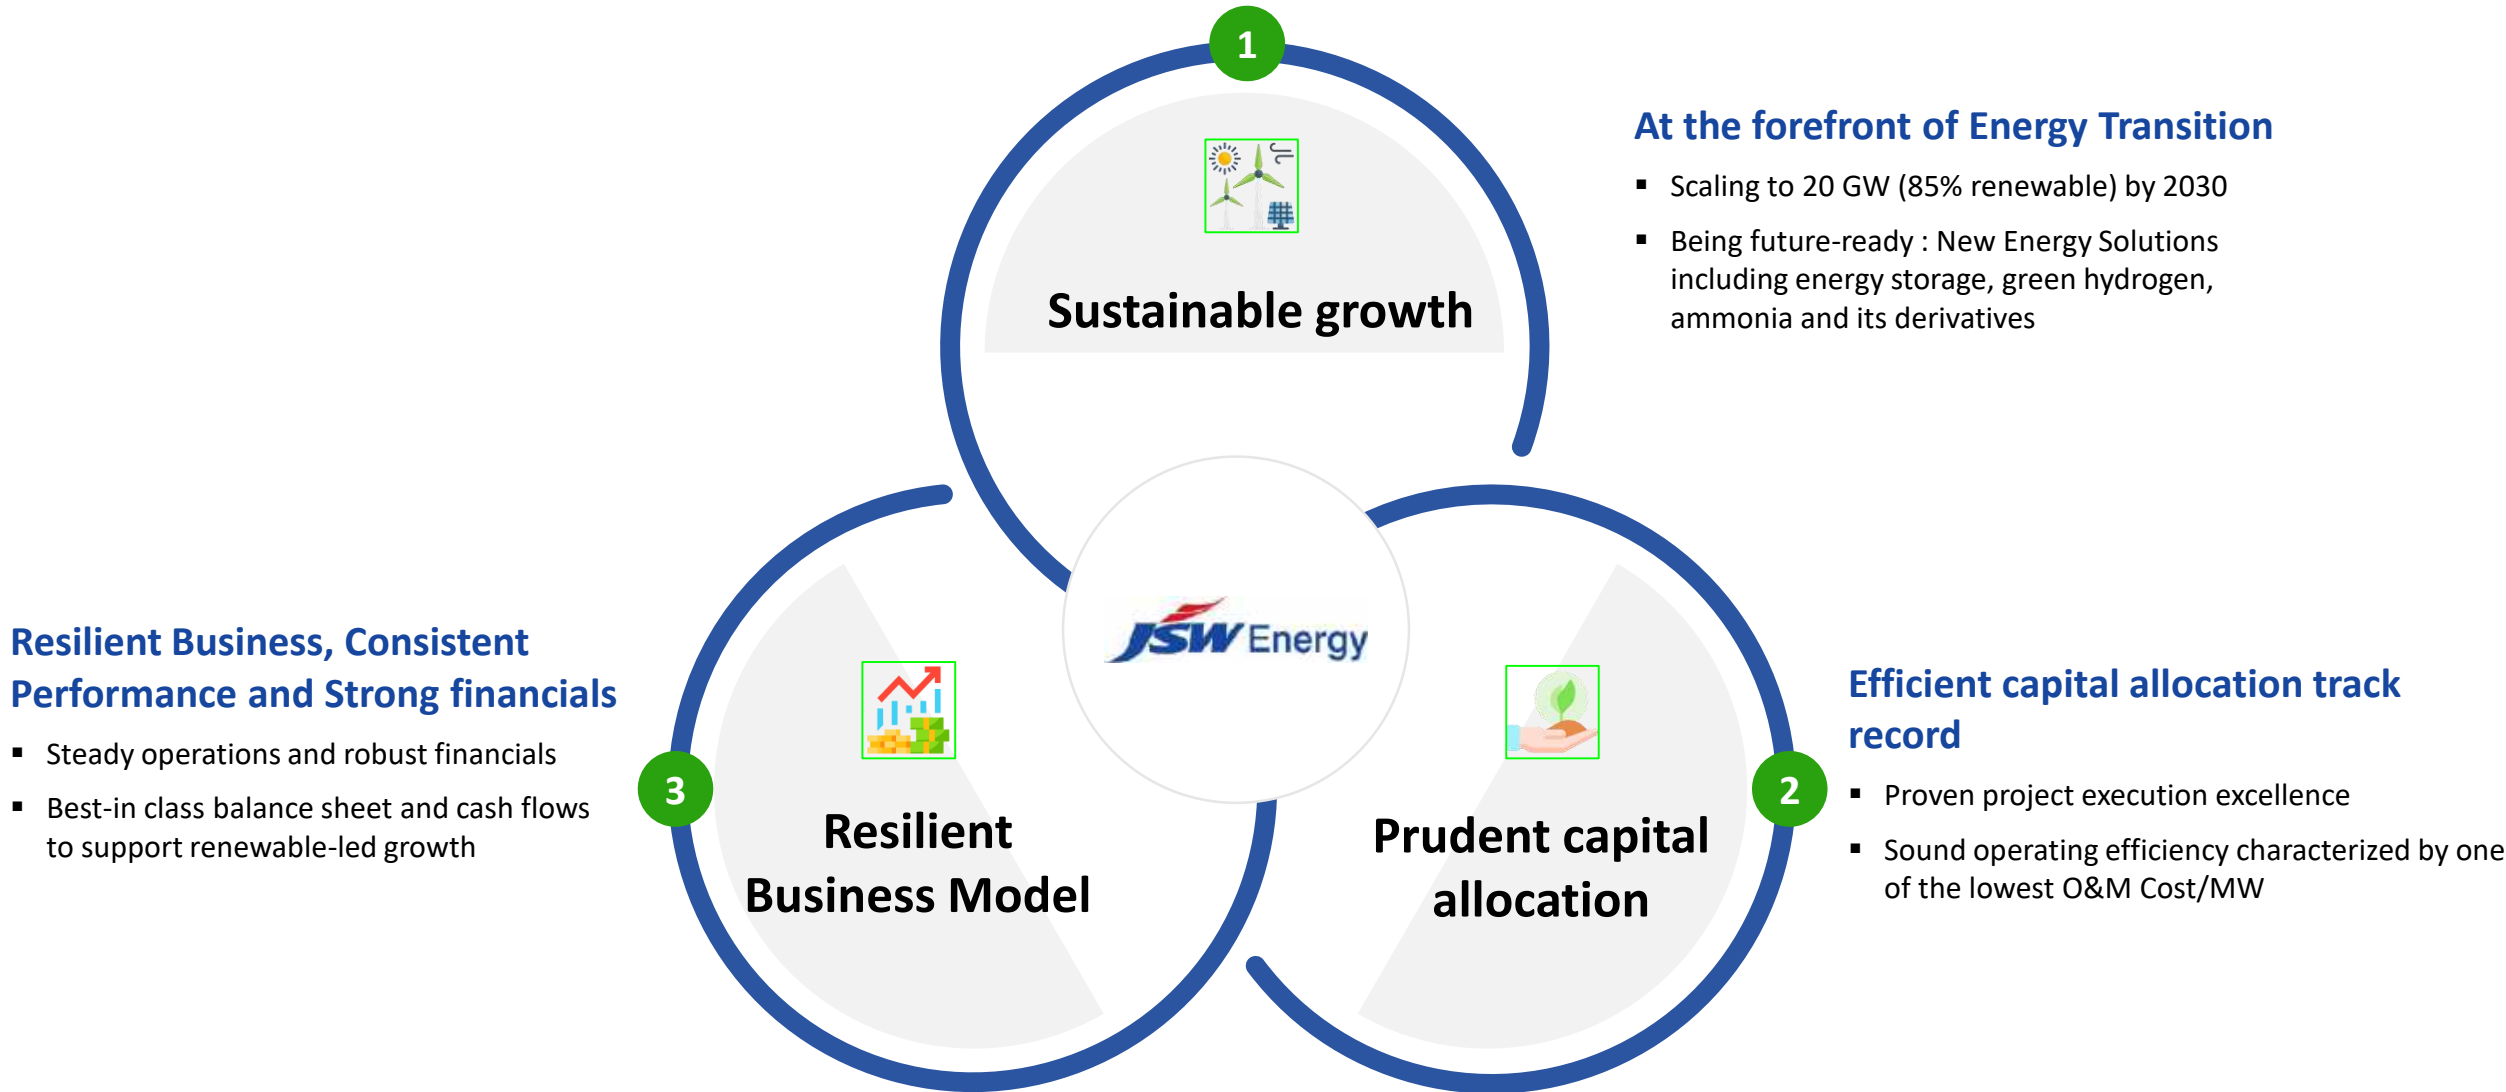 1
At the forefront of Energy Transition
▪ Scaling to 20 GW (85% renewable) by 2030
▪ Being future-ready : New Energy Solutions
including energy storage, green hydrogen,
ammonia and its derivatives
Sustainable growth
JSW Energy
Resilient Business, Consistent
Performance and Strong financials
▪ Steady operations and robust financials
▪ Best-in class balance sheet and cash flows
to support renewable-led growth
3
Resilient
Business Model
Prudent capital
allocation
2
Efficient capital allocation track
record
▪ Proven project execution excellence
▪ Sound operating efficiency characterized by one
of the lowest O&M Cost/MW